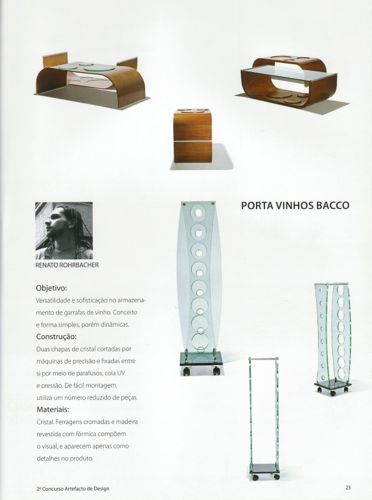 PORTA VINHOS BACCO
RENATO ROHRBACHER
Objetivo:
Versatilidade e sofisticação no armazena-
mento de garrafas de vinho. Conceito
e forma simples, porém dinâmicas.
Construção:
Duas chapas de cristal cortadas por
máquinas de precisão e fixadas entre
si por meio de parafusos, cola UV
e pressão. De fácil montagem,
utiliza um número reduzido de peças.
Materiais:
Cristal. Ferragens cromadas e madeira
revestida com fórmica compõem
o visual, e aparecem apenas como
detalhes no produto.
2º Concurso Artefacto de Design
23